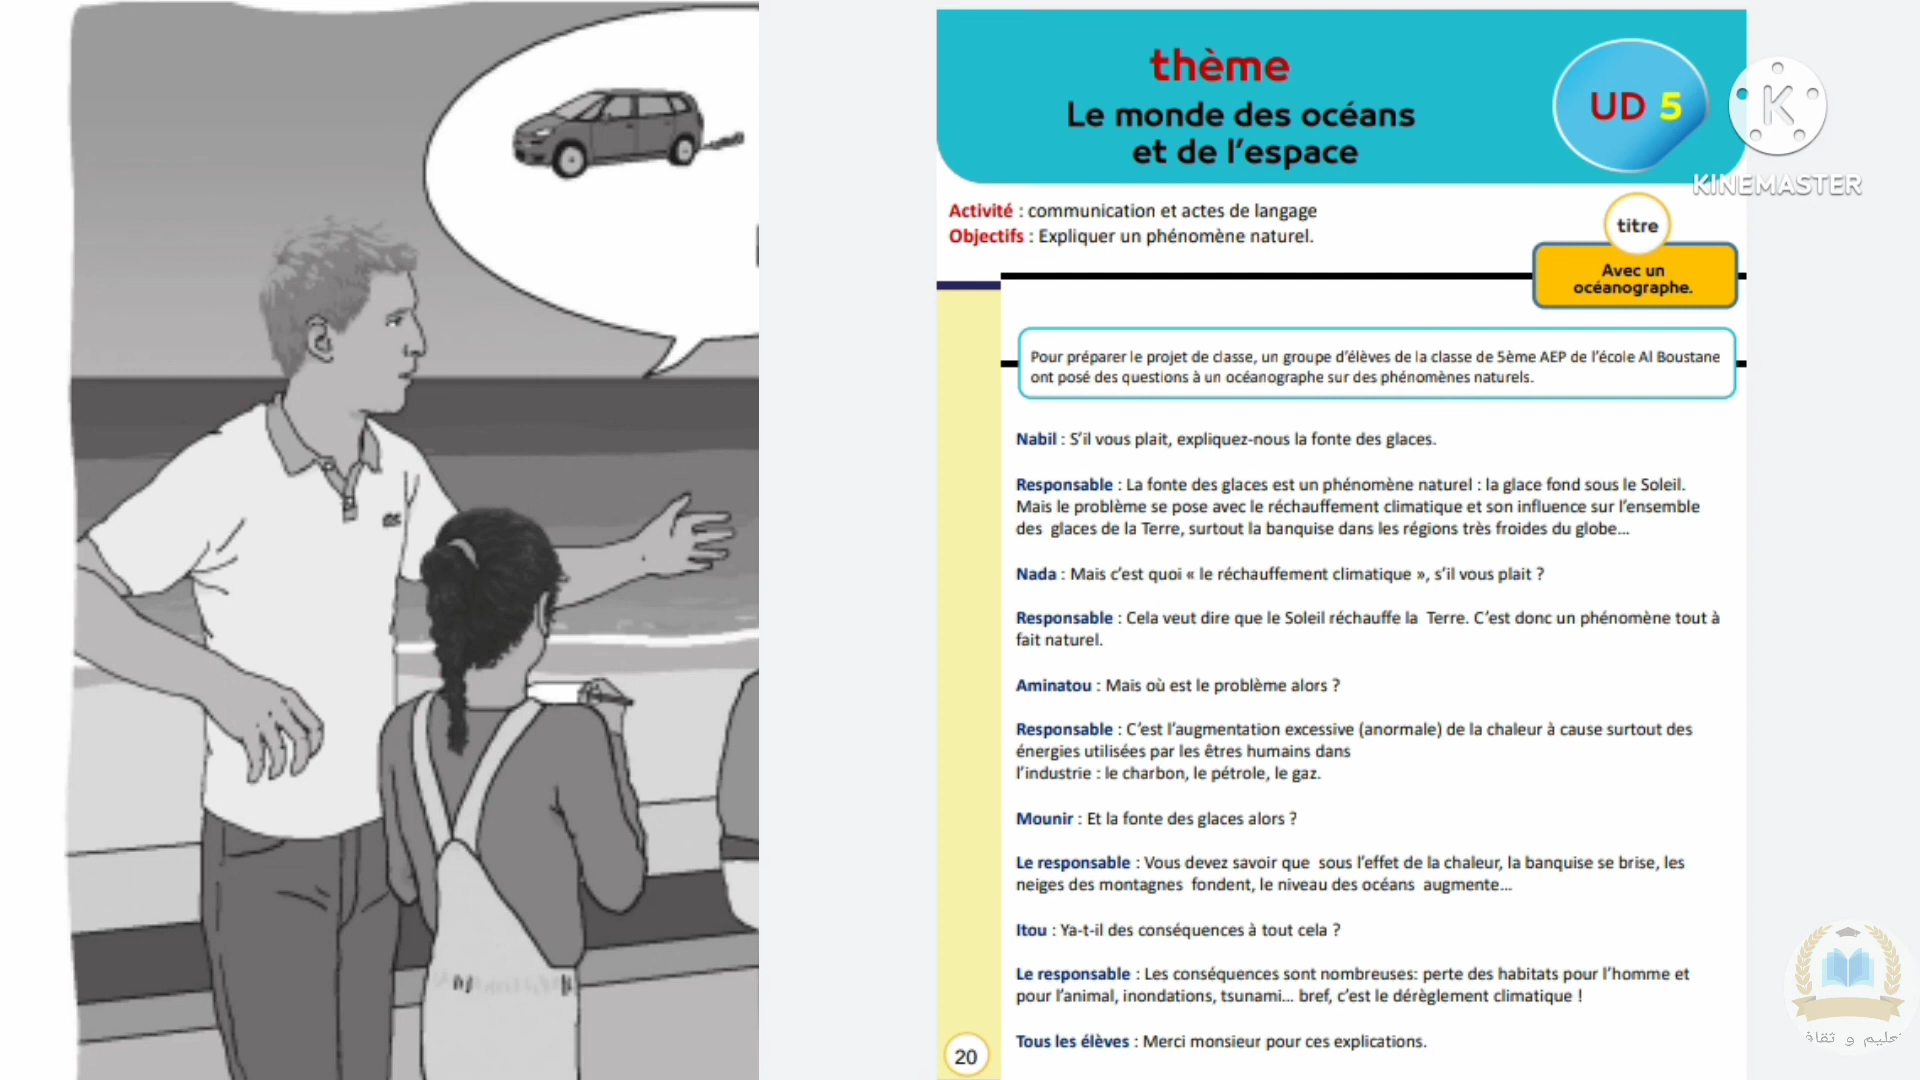 thème
Le monde des océans
et de l'espace
UD 5
KINEMASTER
Activité : communication et actes de langage
Objectifs : Expliquer un phénomène naturel.
titre
Avec un
océanographe.
Pour préparer le projet de classe, un groupe d'élèves de la classe de 5ème AEP de l'école Al Boustane
ont posé des questions à un océanographe sur des phénomènes naturels.
Nabil : S'il vous plait, expliquez-nous la fonte des glaces.
Responsable : La fonte des glaces est un phénomène naturel : la glace fond sous le Soleil.
Mais le problème se pose avec le réchauffement climatique et son influence sur l'ensemble
des glaces de la Terre, surtout la banquise dans les régions très froides du globe...
Nada : Mais c'est quoi « le réchauffement climatique », s'il vous plait ?
Responsable : Cela veut dire que le Soleil réchauffe la Terre. C'est donc un phénomène tout à
fait naturel.
Aminatou : Mais où est le problème alors ?
Responsable : C'est l'augmentation excessive (anormale) de la chaleur à cause surtout des
énergies utilisées par les êtres humains dans
l'industrie : le charbon, le pétrole, le gaz.
Mounir : Et la fonte des glaces alors ?
Le responsable : Vous devez savoir que sous l'effet de la chaleur, la banquise se brise, les
neiges des montagnes fondent, le niveau des océans augmente...
Itou : Ya-t-il des conséquences à tout cela ?
Le responsable : Les conséquences sont nombreuses: perte des habitats pour l'homme et
pour l'animal, inondations, tsunami... bref, c'est le dérèglement climatique !
Tous les élèves : Merci monsieur pour ces explications.
20